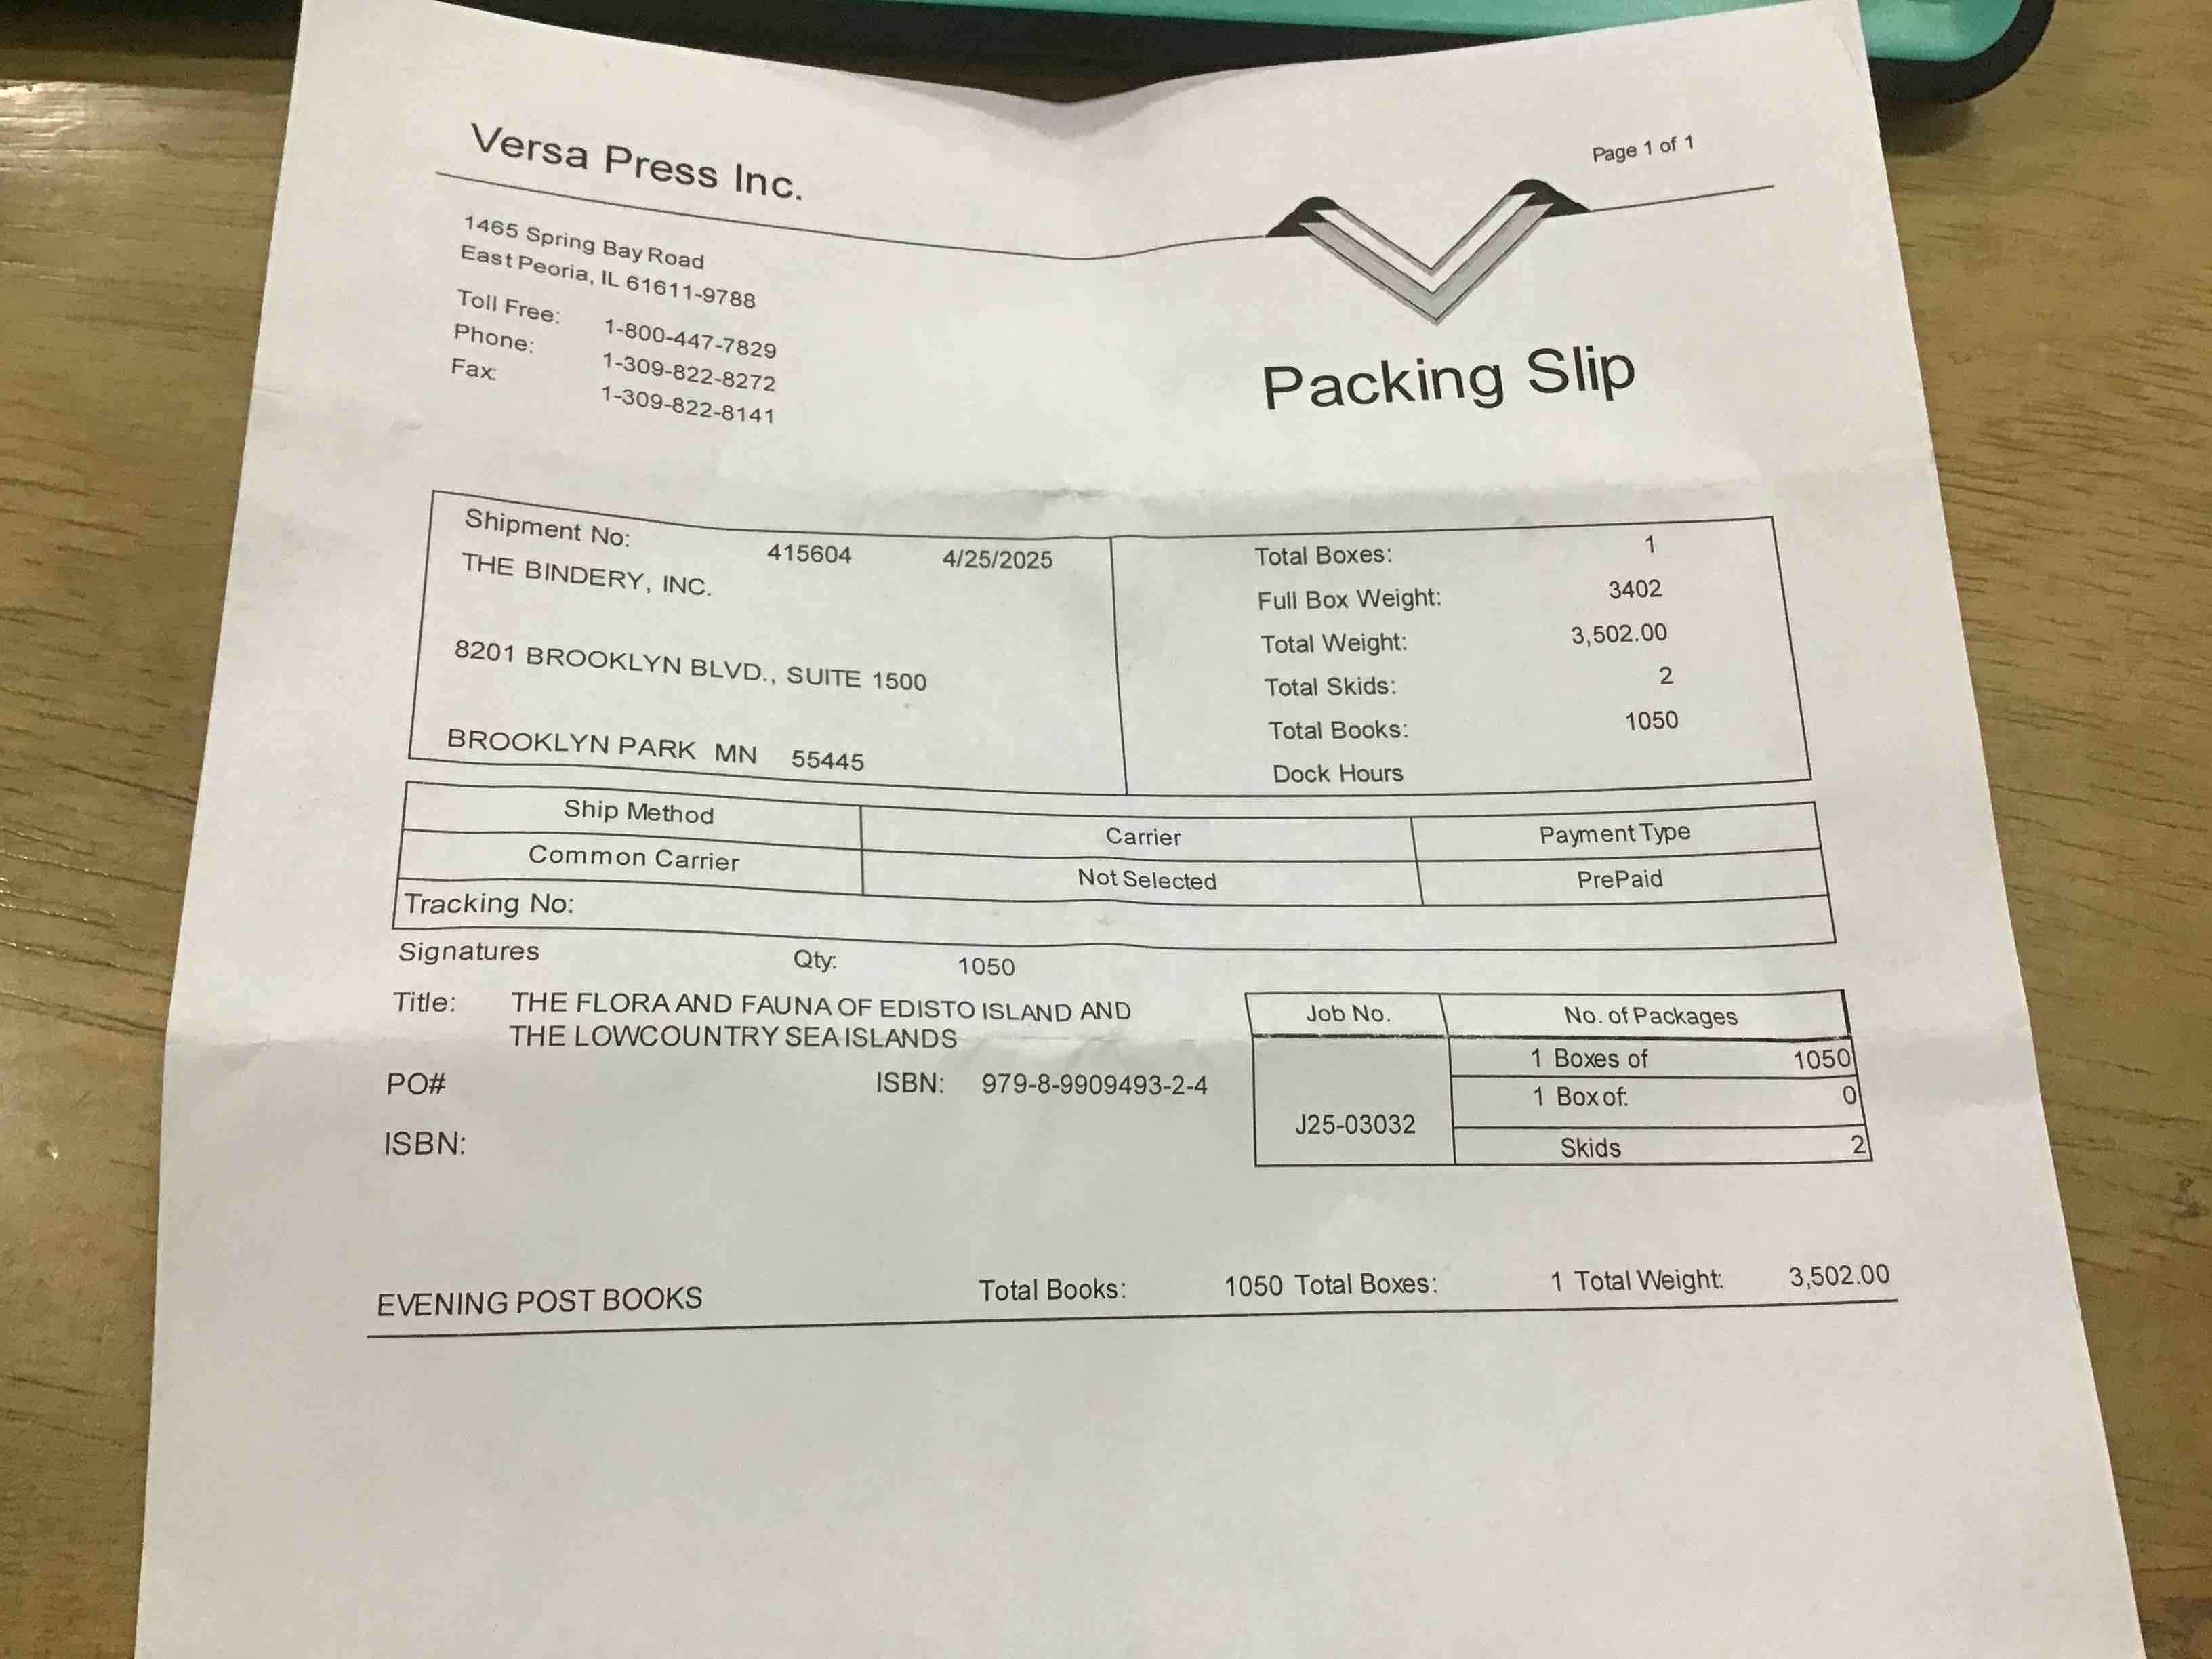 Versa Press Inc.
Page 1 of 1
1465 Spring Bay Road
East Peoria, IL 61611-9788
Toll Free: 1-800-447-7829
Phone: 1-309-822-8272
Fax: 1-309-822-8141
Packing Slip
Shipment No: 415604 4/25/2025
THE BINDERY, INC.
8201 BROOKLYN BLVD., SUITE 1500
BROOKLYN PARK MN 55445
Total Boxes: 1
Full Box Weight: 3402
Total Weight: 3,502.00
Total Skids: 2
Total Books: 1050
Dock Hours
Ship Method Carrier Payment Type
Common Carrier Not Selected PrePaid
Tracking No:
Signatures Qty: 1050
Title: THE FLORA AND FAUNA OF EDISTO ISLAND AND
THE LOWCOUNTRY SEA ISLANDS
PO# ISBN: 979-8-9909493-2-4
ISBN:
Job No. No. of Packages
1 Boxes of 1050
1 Box of: 0
J25-03032
Skids 2
EVENING POST BOOKS Total Books: 1050 Total Boxes: 1 Total Weight: 3,502.00